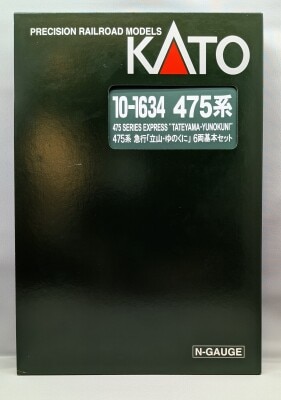 PRECISION RAILROAD MODELS
KATO
10-1634 475系
475 SERIES EXPRESS "TATEYAMA-YUNOKUNI"
475系 急行「立山・ゆのくに」 6両基本セット
N-GAUGE